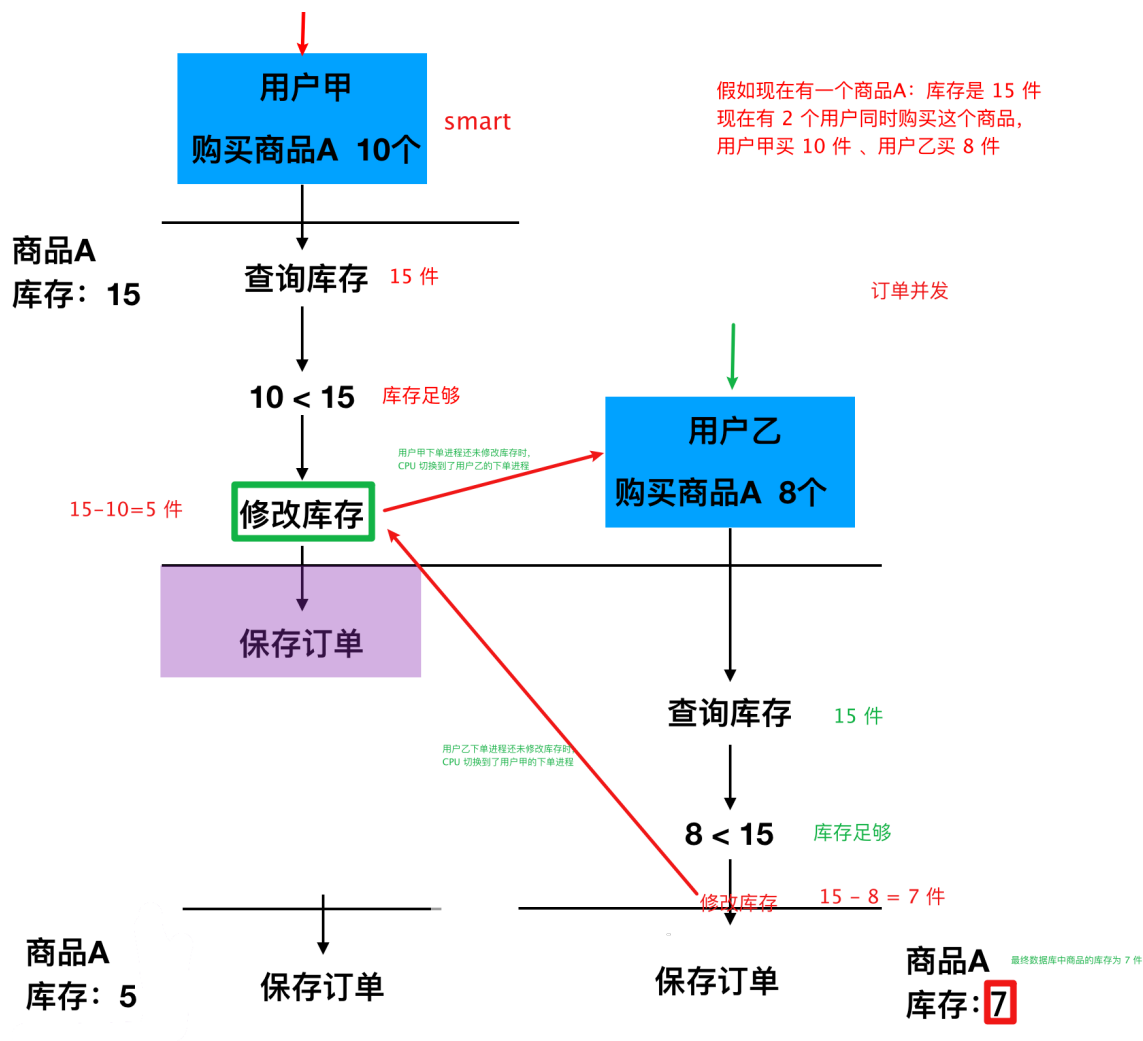 用户甲
购买商品A 10个
smart
假如现在有一个商品A：库存是 15 件
现在有 2 个用户同时购买这个商品，
用户甲买 10 件 、用户乙买 8 件
商品A
库存：15
查询库存
15 件
订单并发
10 < 15
库存足够
用户甲下单进程还未修改库存时，
CPU 切换到了用户乙的下单进程
用户乙
购买商品A 8个
15-10=5 件
修改库存
保存订单
查询库存
15 件
用户乙下单进程还未修改库存时，
CPU 切换到了用户甲的下单进程
8 < 15
库存足够
修改库存
15 - 8 = 7 件
商品A
库存：5
保存订单
保存订单
商品A
最终数据库中商品的库存为 7 件
库存：7